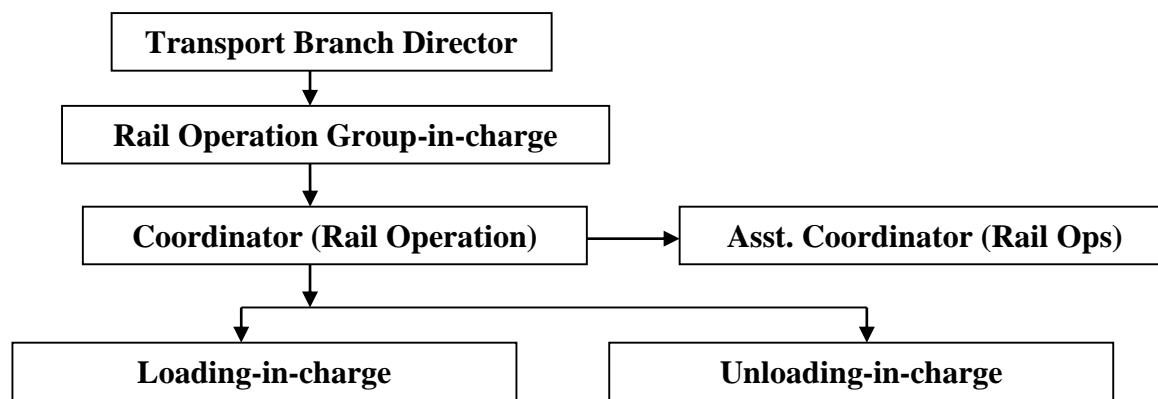 Transport Branch Director
Rail Operation Group-in-charge
Coordinator (Rail Operation)
Asst. Coordinator (Rail Ops)
Loading-in-charge
Unloading-in-charge